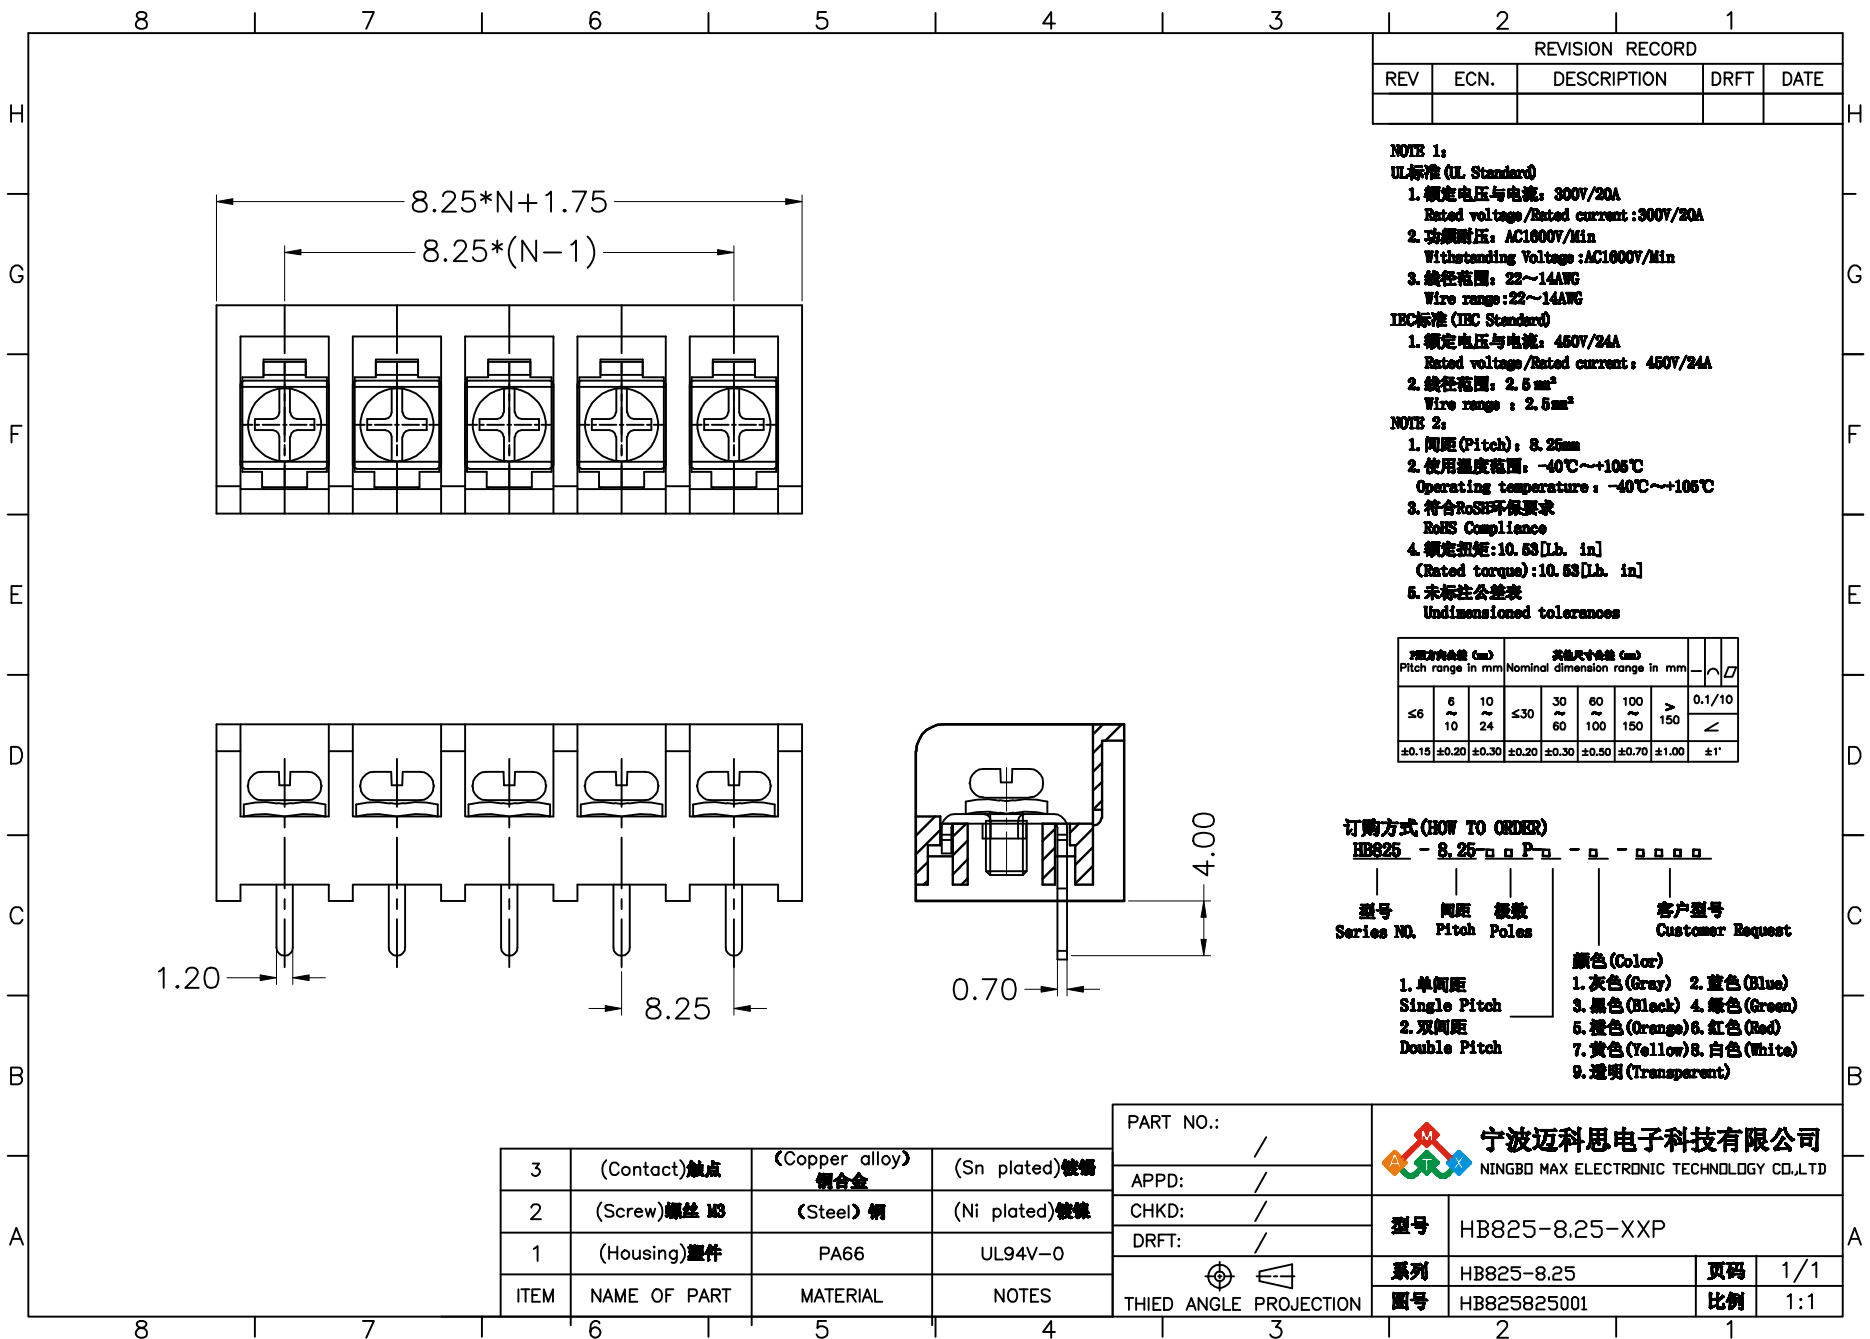 8 7 6 5 4 3 2 1
H H
G G
F F
E E
D D
C C
B B
A A
REVISION RECORD
REV ECN. DESCRIPTION DRFT DATE
8.25*N+1.75
8.25*(N-1)
NOTE 1:
UL标准(UL Standard)
1.额定电压与电流: 300V/20A
Rated voltage/Rated current:300V/20A
2.功频耐压: AC1600V/Min
Withstanding Voltage:AC1600V/Min
3.线径范围: 22~14AWG
Wire range:22~14AWG
IEC标准(IEC Standard)
1.额定电压与电流: 450V/24A
Rated voltage/Rated current: 450V/24A
2.线径范围: 2.5mm²
Wire range : 2.5mm²
NOTE 2:
1.间距(Pitch): 8.25mm
2.使用温度范围: -40℃~+105℃
Operating temperature: -40℃~+105℃
3.符合RoSH环保要求
RoHS Compliance
4.额定扭矩:10.53[Lb. in]
(Rated torque):10.53[Lb. in]
5.未标注公差表
Undimensioned tolerances
Pitch range in mm Nominal dimension range in mm
≤6 6~10 10~24 ≤30 30~60 60~100 100~150 >150 0.1/10
±0.15 ±0.20 ±0.30 ±0.20 ±0.30 ±0.50 ±0.70 ±1.00 ±1'
1.20
8.25
4.00
0.70
订购方式(HOW TO ORDER)
HB825 - 8.25-□□P-□ - □ - □□□□
型号 间距 极数 客户型号
Series NO. Pitch Poles Customer Request
1.单间距
Single Pitch
2.双间距
Double Pitch
颜色(Color)
1.灰色(Gray) 2.蓝色(Blue)
3.黑色(Black) 4.绿色(Green)
5.橙色(Orange)6.红色(Red)
7.黄色(Yellow)8.白色(White)
9.透明(Transparent)
3 (Contact)触点 (Copper alloy)铜合金 (Sn plated)镀锡
2 (Screw)螺丝 M3 (Steel) 钢 (Ni plated)镀镍
1 (Housing)塑件 PA66 UL94V-0
ITEM NAME OF PART MATERIAL NOTES
PART NO.: /
APPD: /
CHKD: /
DRFT: /
THIED ANGLE PROJECTION
M A T X
宁波迈科思电子科技有限公司
NINGBO MAX ELECTRONIC TECHNOLOGY CO.,LTD
型号 HB825-8.25-XXP
系列 HB825-8.25 页码 1/1
图号 HB825825001 比例 1:1
8 7 6 5 4 3 2 1